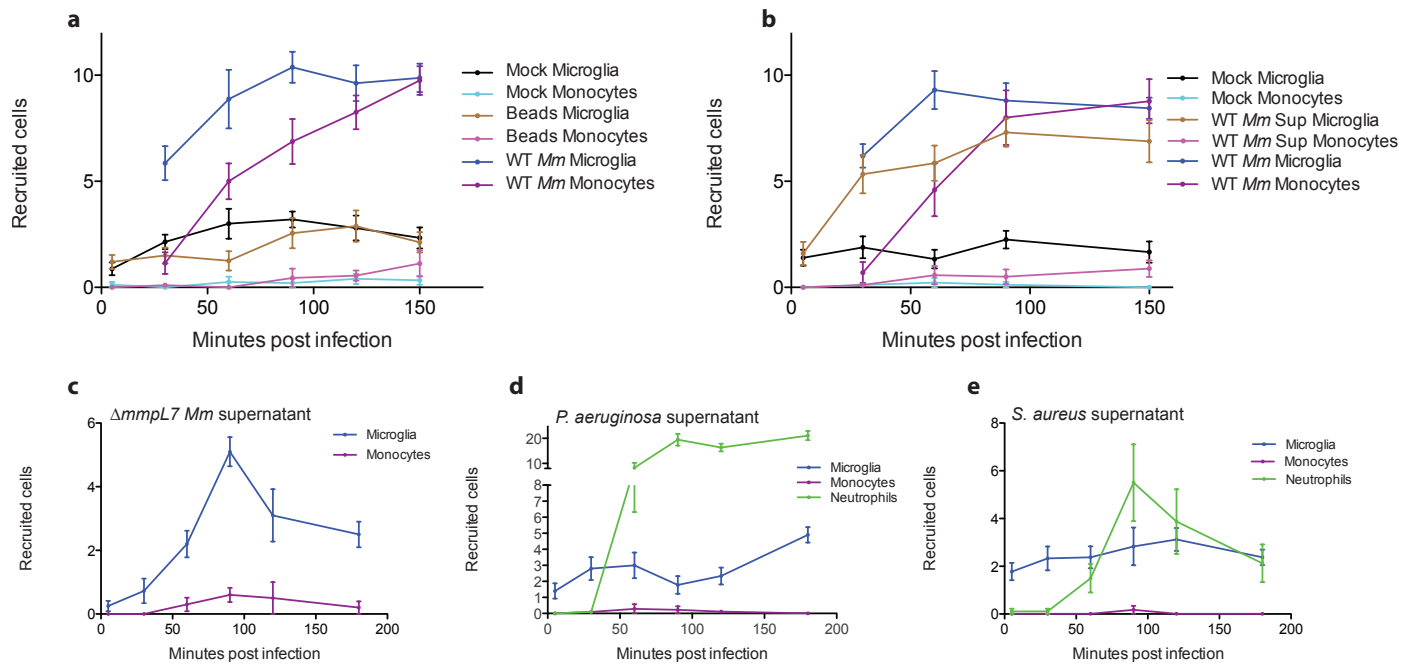 a
10
5
0
50
100
150
Recruited cells
Minutes post infection
Mock Microglia
Mock Monocytes
Beads Microglia
Beads Monocytes
WT Mm Microglia
WT Mm Monocytes
b
10
5
0
50
100
150
Recruited cells
Minutes post infection
Mock Microglia
Mock Monocytes
WT Mm Sup Microglia
WT Mm Sup Monocytes
WT Mm Microglia
WT Mm Monocytes
c
ΔmmpL7 Mm supernatant
6
4
2
0
0
50
100
150
200
Recruited cells
Minutes post infection
Microglia
Monocytes
d
P. aeruginosa supernatant
20
10
8
7
6
5
4
3
2
1
0
0
50
100
150
200
Recruited cells
Minutes post infection
Microglia
Monocytes
Neutrophils
e
S. aureus supernatant
8
6
4
2
0
0
50
100
150
200
Recruited cells
Minutes post infection
Microglia
Monocytes
Neutrophils